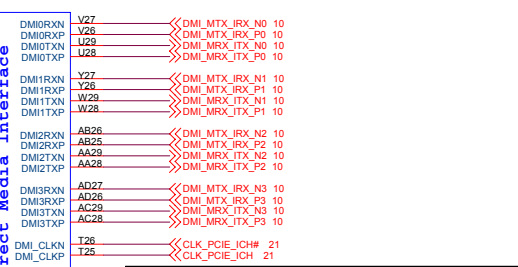 DMI0RXN V27 DMI_MTX_IRX_N0 10
DMI0RXP V26 DMI_MTX_IRX_P0 10
DMI0TXN U29 DMI_MRX_ITX_N0 10
DMI0TXP U28 DMI_MRX_ITX_P0 10
DMI1RXN Y27 DMI_MTX_IRX_N1 10
DMI1RXP Y26 DMI_MTX_IRX_P1 10
DMI1TXN W29 DMI_MRX_ITX_N1 10
DMI1TXP W28 DMI_MRX_ITX_P1 10
DMI2RXN AB26 DMI_MTX_IRX_N2 10
DMI2RXP AB25 DMI_MTX_IRX_P2 10
DMI2TXN AA29 DMI_MRX_ITX_N2 10
DMI2TXP AA28 DMI_MRX_ITX_P2 10
DMI3RXN AD27 DMI_MTX_IRX_N3 10
DMI3RXP AD26 DMI_MTX_IRX_P3 10
DMI3TXN AC29 DMI_MRX_ITX_N3 10
DMI3TXP AC28 DMI_MRX_ITX_P3 10
DMI_CLKN T26 CLK_PCIE_ICH# 21
DMI_CLKP T25 CLK_PCIE_ICH 21
rect Media Interface